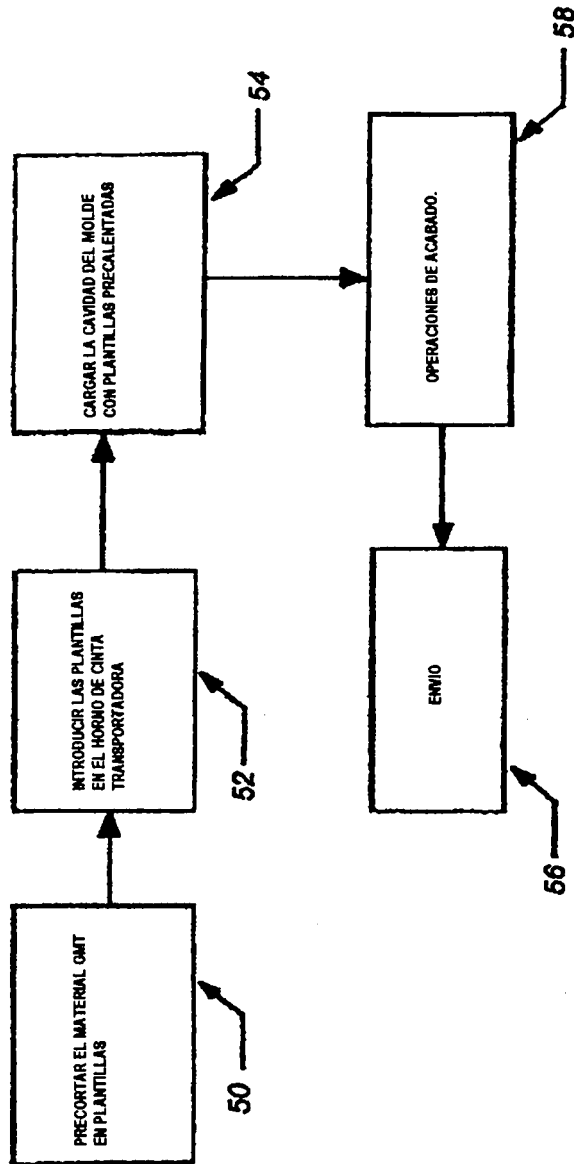 PRECORTAR EL MATERIAL GMT
EN PLANTILLAS
50
INTRODUCIR LAS PLANTILLAS
EN EL HORNO DE CINTA
TRANSPORTADORA
52
CARGAR LA CAVIDAD DEL MOLDE
CON PLANTILLAS PRECALENTADAS
54
OPERACIONES DE ACABADO.
58
ENVIO
56